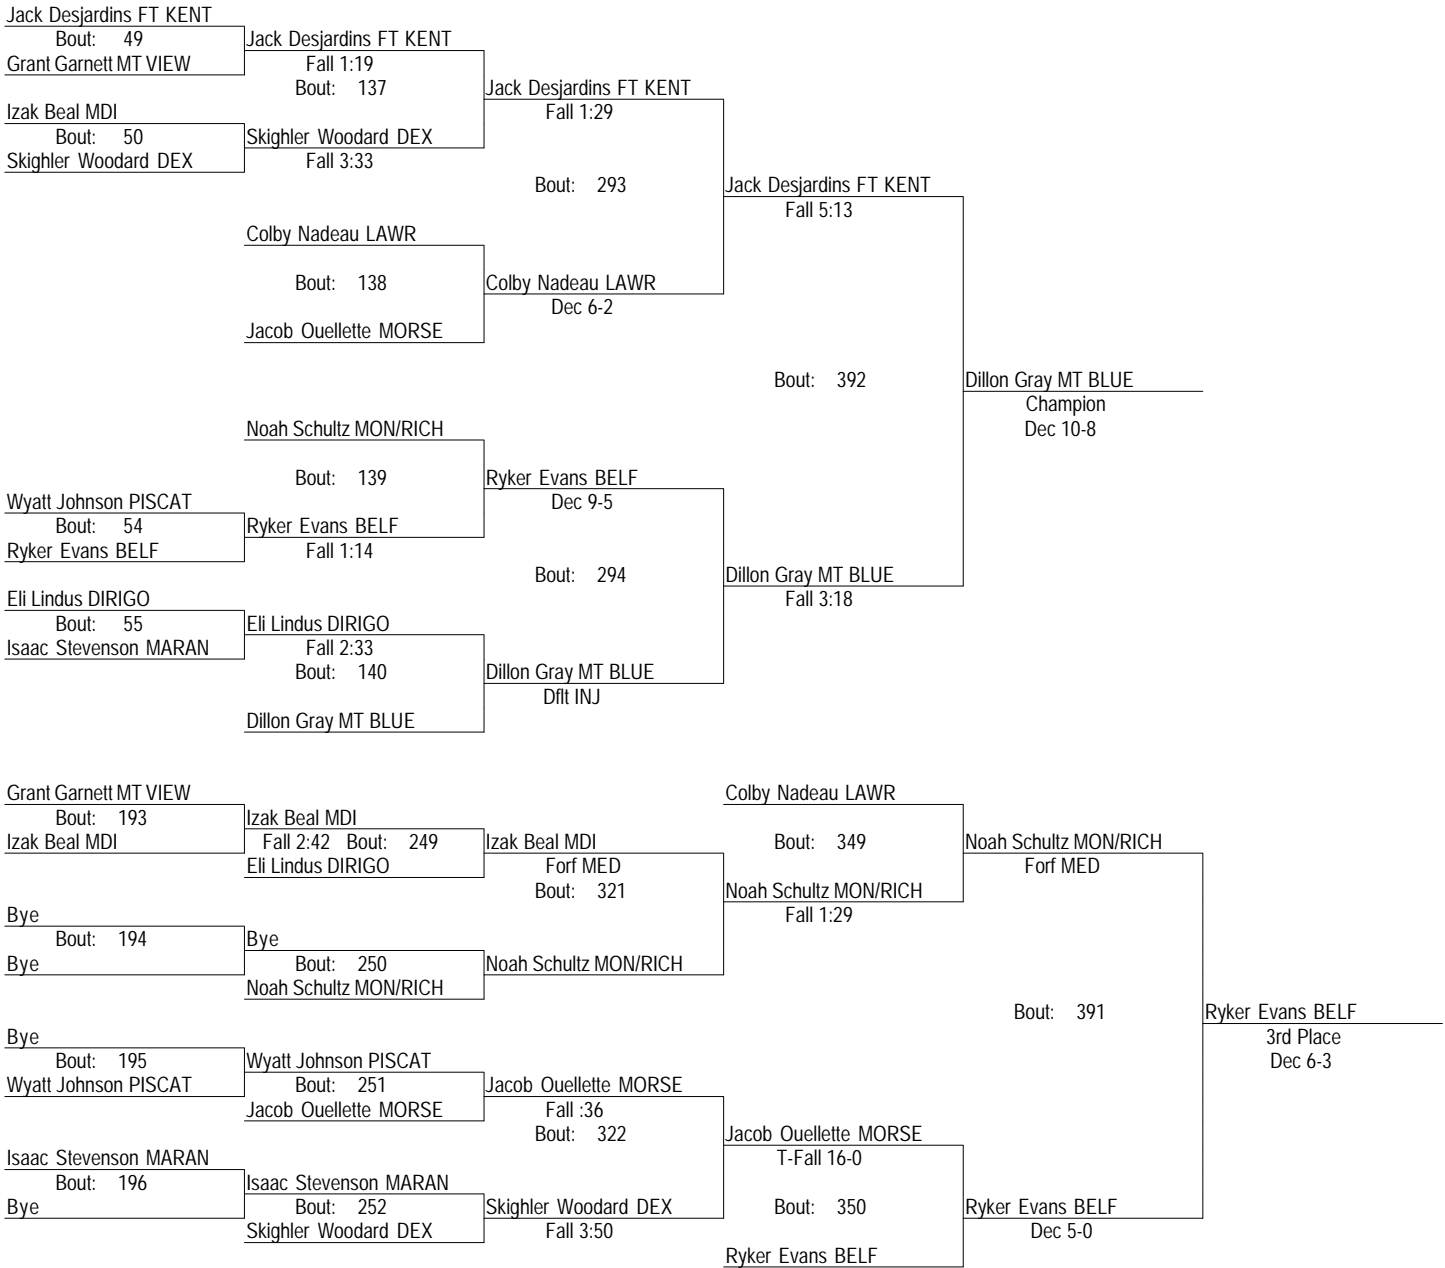 Jack Desjardins FT KENT
Bout: 49
Grant Garnett MT VIEW
Izak Beal MDI
Bout: 50
Skighler Woodard DEX
Jack Desjardins FT KENT
Fall 1:19
Bout: 137
Skighler Woodard DEX
Fall 3:33
Colby Nadeau LAWR
Bout: 138
Jacob Ouellette MORSE
Jack Desjardins FT KENT
Fall 1:29
Bout: 293
Colby Nadeau LAWR
Dec 6-2
Jack Desjardins FT KENT
Fall 5:13
Noah Schultz MON/RICH
Bout: 139
Wyatt Johnson PISCAT
Bout: 54
Ryker Evans BELF
Ryker Evans BELF
Fall 1:14
Eli Lindus DIRIGO
Bout: 55
Isaac Stevenson MARAN
Eli Lindus DIRIGO
Fall 2:33
Bout: 140
Dillon Gray MT BLUE
Ryker Evans BELF
Dec 9-5
Bout: 294
Dillon Gray MT BLUE
Dflt INJ
Dillon Gray MT BLUE
Fall 3:18
Bout: 392
Dillon Gray MT BLUE
Champion
Dec 10-8
Grant Garnett MT VIEW
Bout: 193
Izak Beal MDI
Izak Beal MDI
Fall 2:42 Bout: 249
Eli Lindus DIRIGO
Bye
Bout: 194
Bye
Bye
Bout: 250
Noah Schultz MON/RICH
Izak Beal MDI
Forf MED
Bout: 321
Noah Schultz MON/RICH
Colby Nadeau LAWR
Bout: 349
Noah Schultz MON/RICH
Fall 1:29
Noah Schultz MON/RICH
Forf MED
Bye
Bout: 195
Wyatt Johnson PISCAT
Wyatt Johnson PISCAT
Bout: 251
Jacob Ouellette MORSE
Isaac Stevenson MARAN
Bout: 196
Bye
Isaac Stevenson MARAN
Bout: 252
Skighler Woodard DEX
Jacob Ouellette MORSE
Fall :36
Bout: 322
Skighler Woodard DEX
Fall 3:50
Jacob Ouellette MORSE
T-Fall 16-0
Bout: 350
Ryker Evans BELF
Ryker Evans BELF
Dec 5-0
Bout: 391
Ryker Evans BELF
3rd Place
Dec 6-3